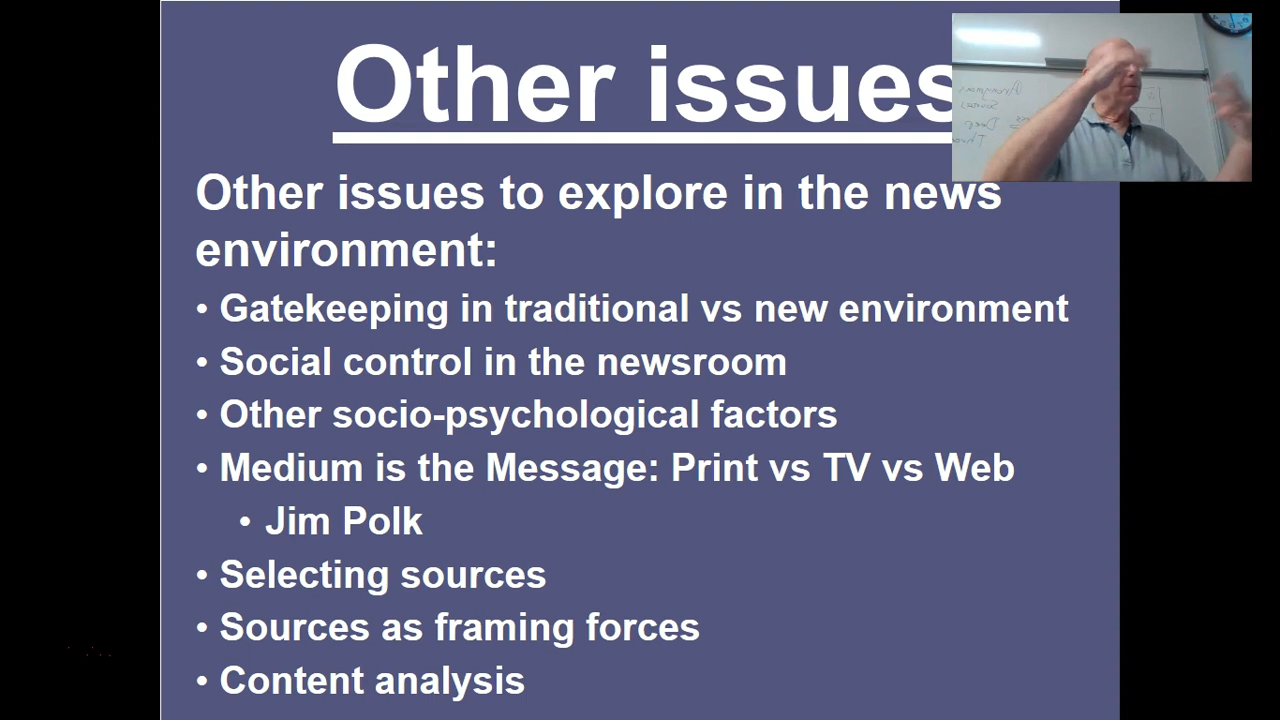 Other issues
Other issues to explore in the news
environment:
• Gatekeeping in traditional vs new environment
• Social control in the newsroom
• Other socio-psychological factors
• Medium is the Message: Print vs TV vs Web
• Jim Polk
• Selecting sources
• Sources as framing forces
• Content analysis